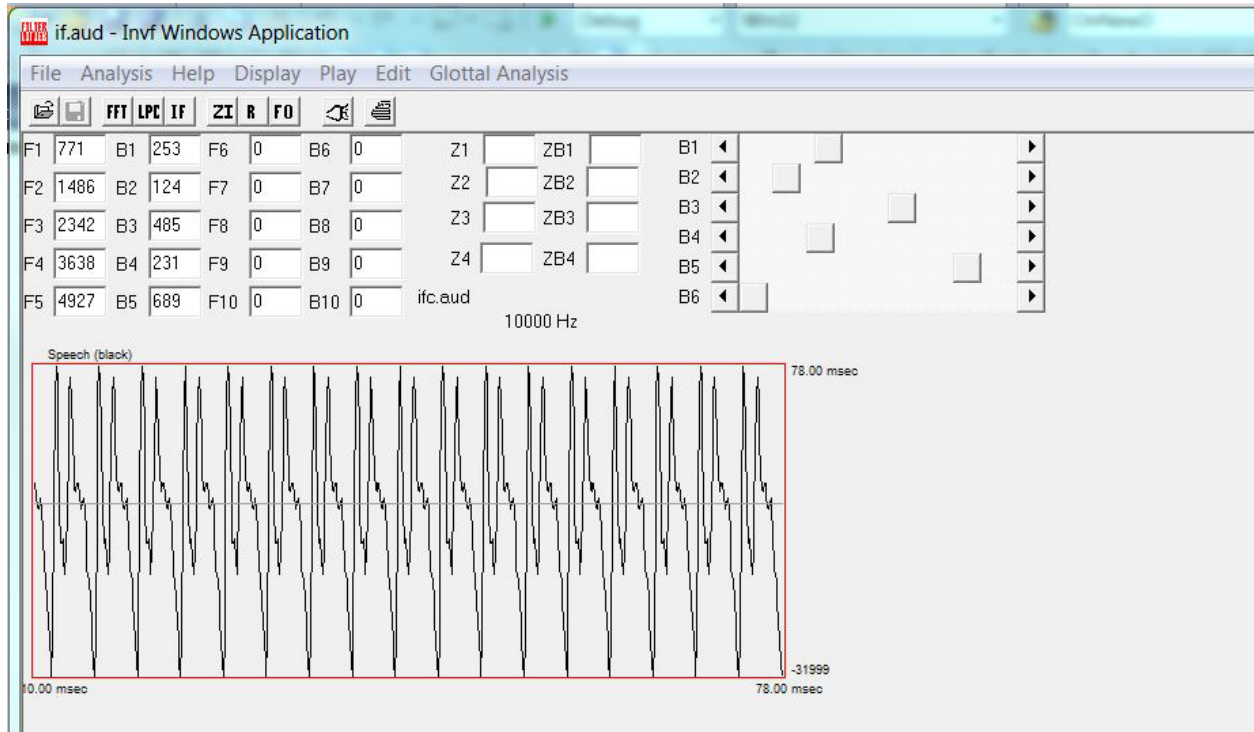 Debug Win32
FILTER if.aud - Invf Windows Application
File Analysis Help Display Play Edit Glottal Analysis
FFT LPC IF ZI R F0
F1 771 B1 253 F6 0 B6 0 Z1 ZB1 B1
F2 1486 B2 124 F7 0 B7 0 Z2 ZB2 B2
F3 2342 B3 485 F8 0 B8 0 Z3 ZB3 B3
F4 3638 B4 231 F9 0 B9 0 Z4 ZB4 B4
F5 4927 B5 689 F10 0 B10 0 ifc.aud B5
10000 Hz B6
Speech (black)
78.00 msec
-31999
10.00 msec 78.00 msec